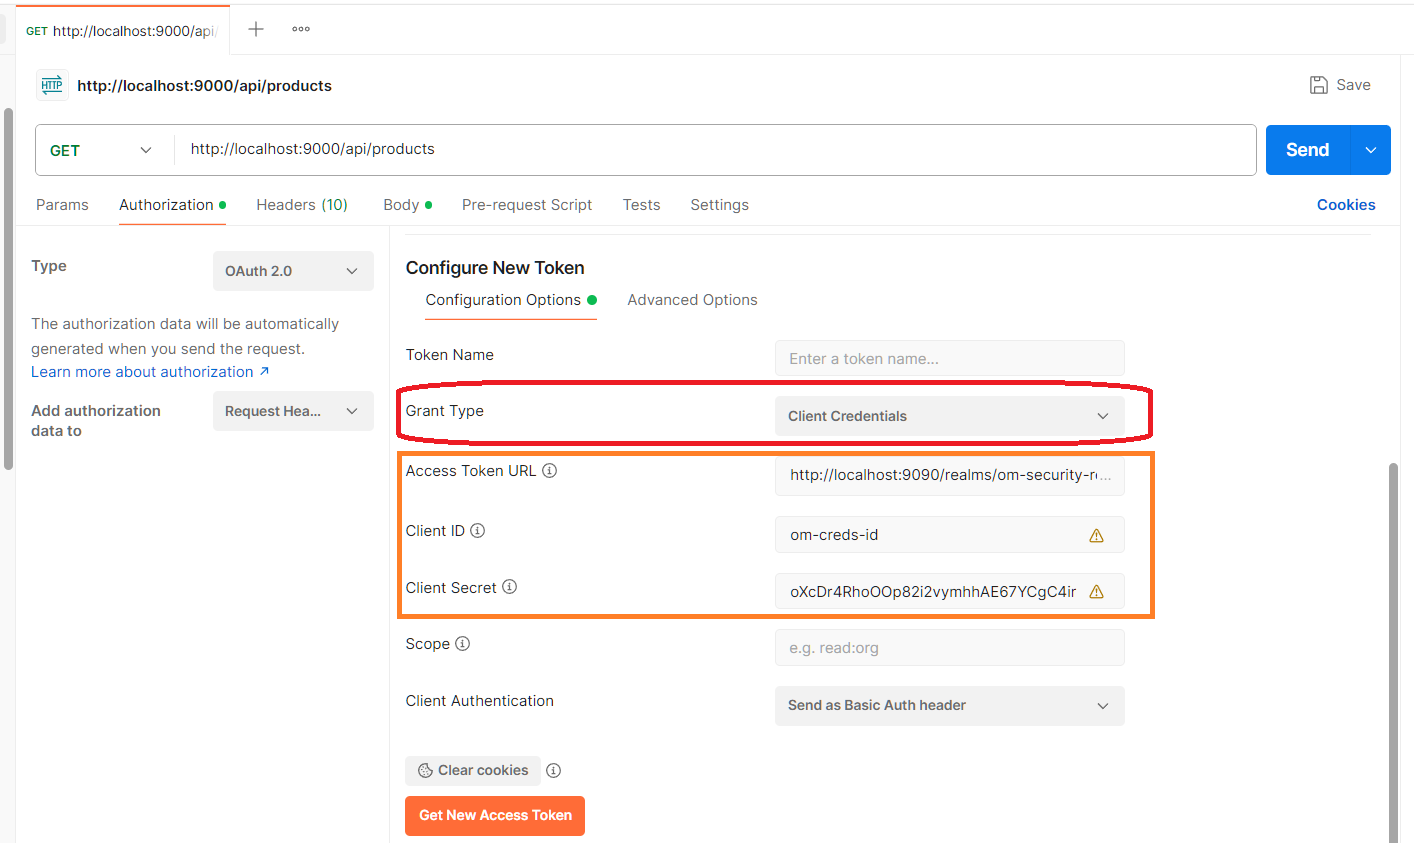 GET http://localhost:9000/api/
HTTP http://localhost:9000/api/products
Save
GET http://localhost:9000/api/products
Send
Params Authorization Headers (10) Body Pre-request Script Tests Settings Cookies
Type
OAuth 2.0
The authorization data will be automatically
generated when you send the request.
Learn more about authorization ↗
Add authorization
data to
Request Hea...
Configure New Token
Configuration Options Advanced Options
Token Name
Enter a token name...
Grant Type
Client Credentials
Access Token URL
http://localhost:9090/realms/om-security-r...
Client ID
om-creds-id
Client Secret
oXcDr4RhoOOp82i2vymhhAE67YCgC4ir
Scope
e.g. read:org
Client Authentication
Send as Basic Auth header
Clear cookies
Get New Access Token